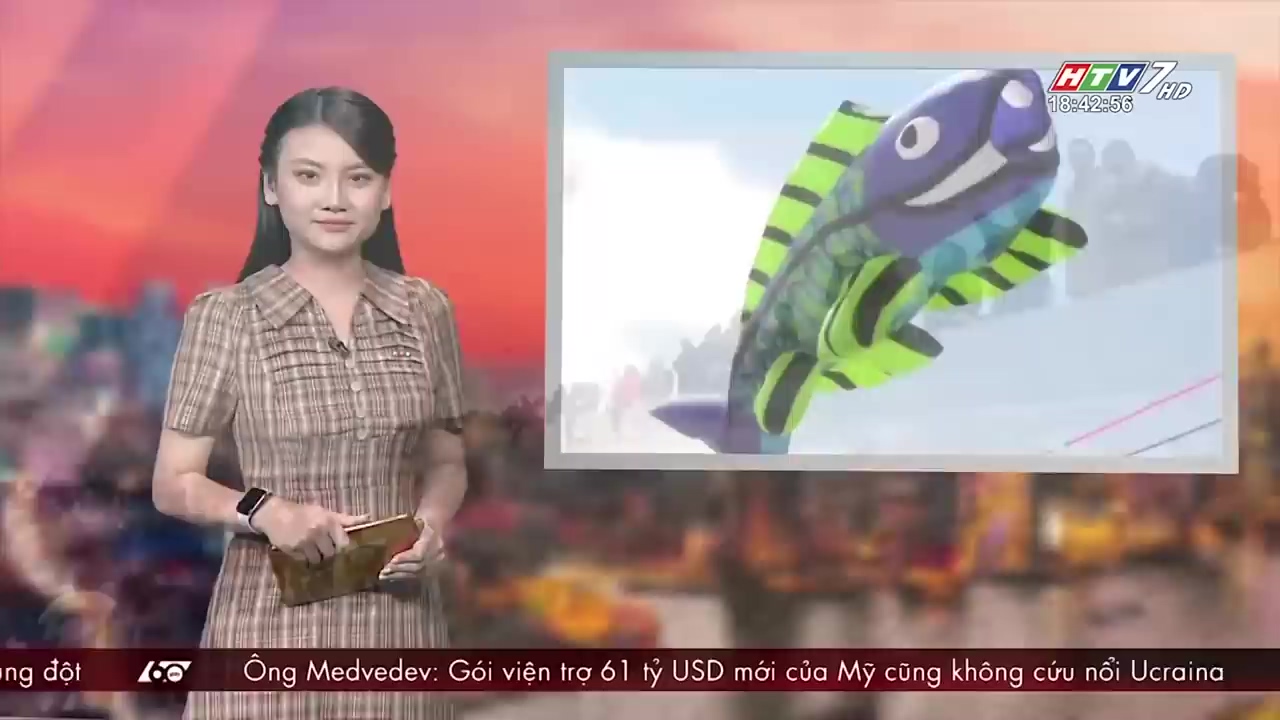 HTV7 HD
18:42:56
ng đột
60
Ông Medvedev: Gói viện trợ 61 tỷ USD mới của Mỹ cũng không cứu nổi Ucraina